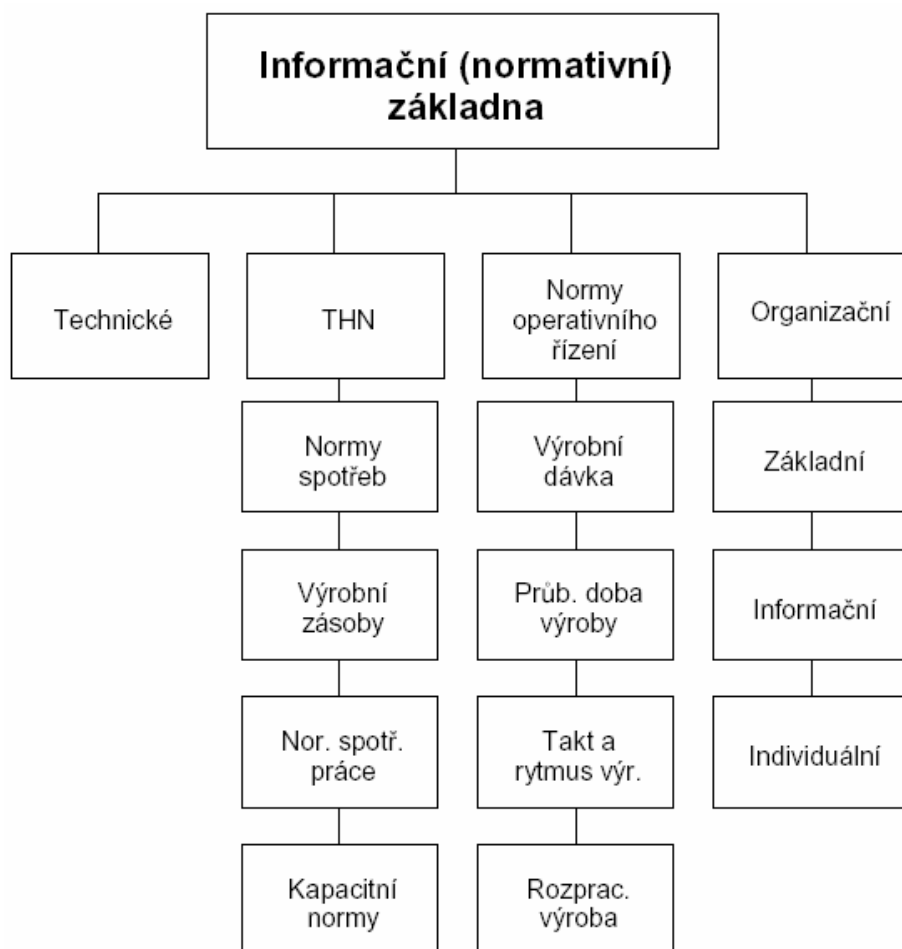 Informační (normativní)
základna
Technické
THN
Normy
operativního
řízení
Organizační
Normy
spotřeb
Výrobní
dávka
Základní
Výrobní
zásoby
Průb. doba
výroby
Informační
Nor. spotř.
práce
Takt a
rytmus výr.
Individuální
Kapacitní
normy
Rozprac.
výroba